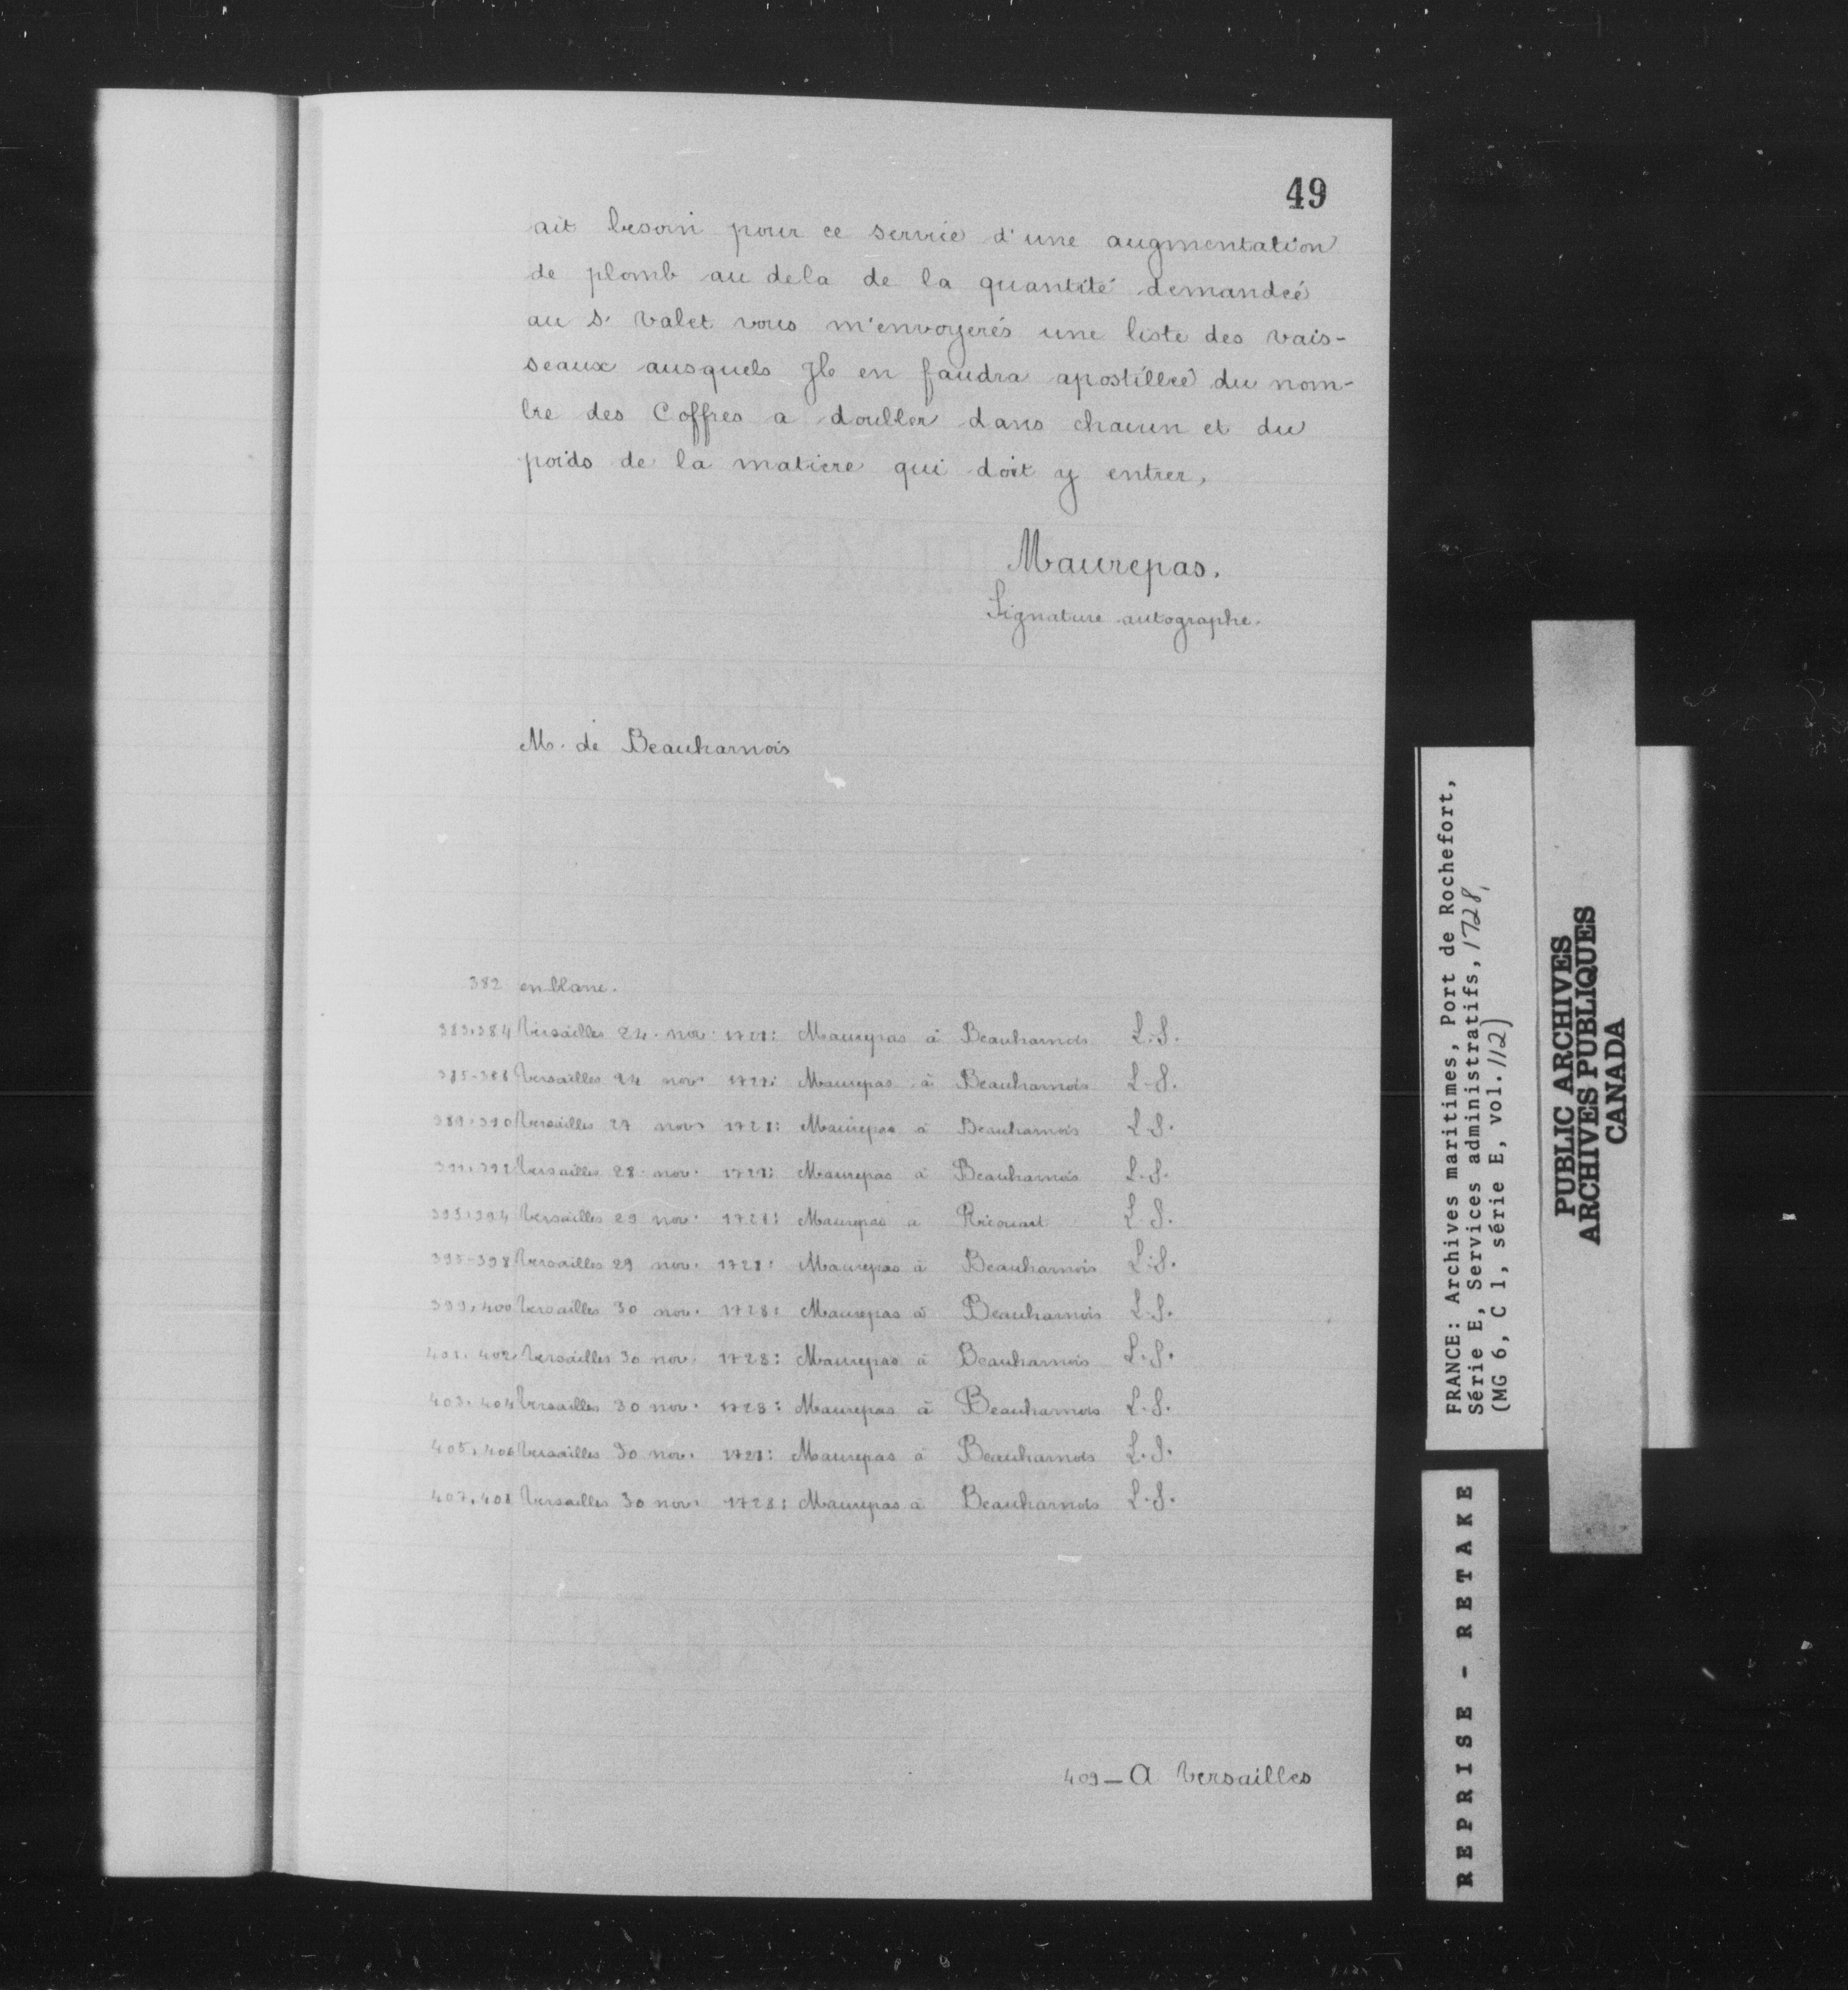 49
ait besoin pour ce service d'une augmentation
de plomb au dela de la quantité demandée
au Sr Valet vous m'envoyerés une liste des vais-
seaux ausquels Jl en faudra apostillée du nom-
bre des Coffres a doubler dans chacun et du
poids de la matiere qui doit y entrer,
Maurepas.
Signature autographe.
M. de Beauharnois
382 en blanc.
383,384 Versailles 24 nov. 1728: Maurepas à Beauharnois L.S.
385-388 Versailles 24 nov. 1728: Maurepas à Beauharnois L.S.
389,390 Versailles 27 nov. 1728: Maurepas à Beauharnois L.S.
391,392 Versailles 28 nov. 1728: Maurepas à Beauharnois L.S.
393,394 Versailles 29 nov. 1728: Maurepas à Ricouart L.S.
395-398 Versailles 29 nov. 1728: Maurepas à Beauharnois L.S.
399,400 Versailles 30 nov. 1728: Maurepas à Beauharnois L.S.
401,402 Versailles 30 nov. 1728: Maurepas à Beauharnois L.S.
403,404 Versailles 30 nov. 1728: Maurepas à Beauharnois L.S.
405,406 Versailles 30 nov. 1728: Maurepas à Beauharnois L.S.
407,408 Versailles 30 nov. 1728: Maurepas à Beauharnois L.S.
409 - A Versailles
FRANCE: Archives maritimes, Port de Rochefort,
Série E, Services administratifs, 1728,
(MG 6, C 1, série E, vol. 112)
PUBLIC ARCHIVES
ARCHIVES PUBLIQUES
CANADA
REPRISE - RETAKE